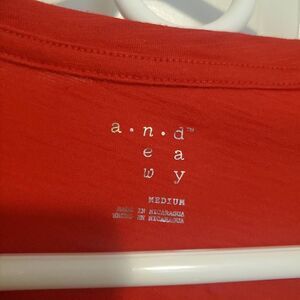 a • n • d™
e a
w y
MEDIUM
MADE IN NICARAGUA
HECHO EN NICARAGUA